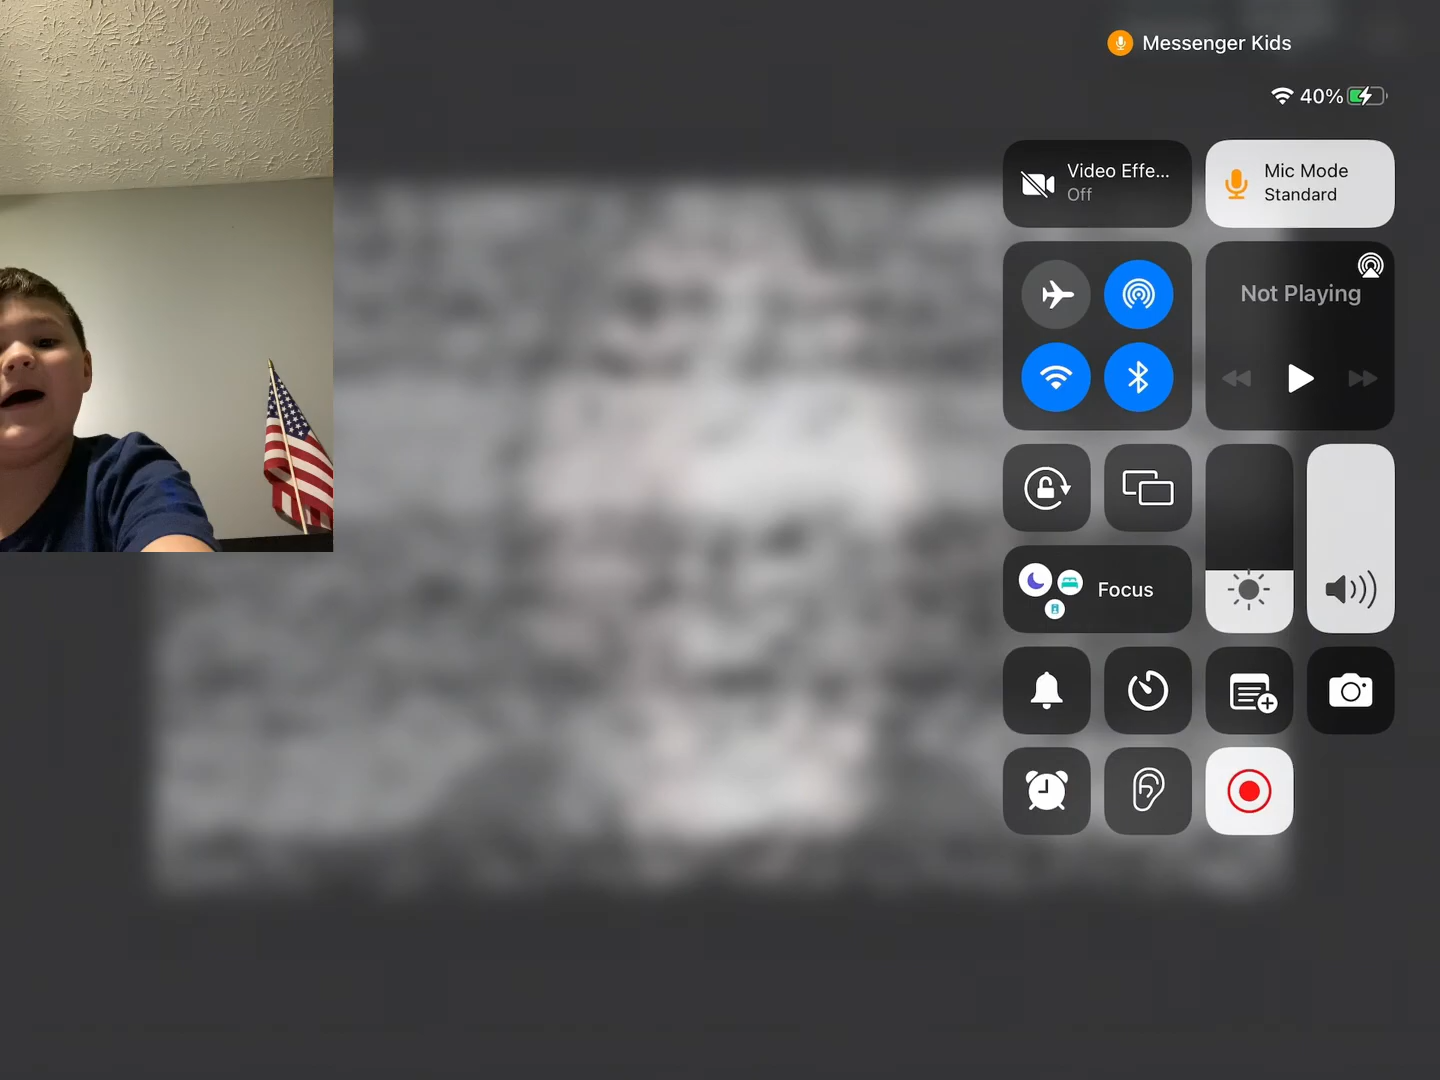 Messenger Kids
40%
Video Effe...
Off
Mic Mode
Standard
Not Playing
Focus